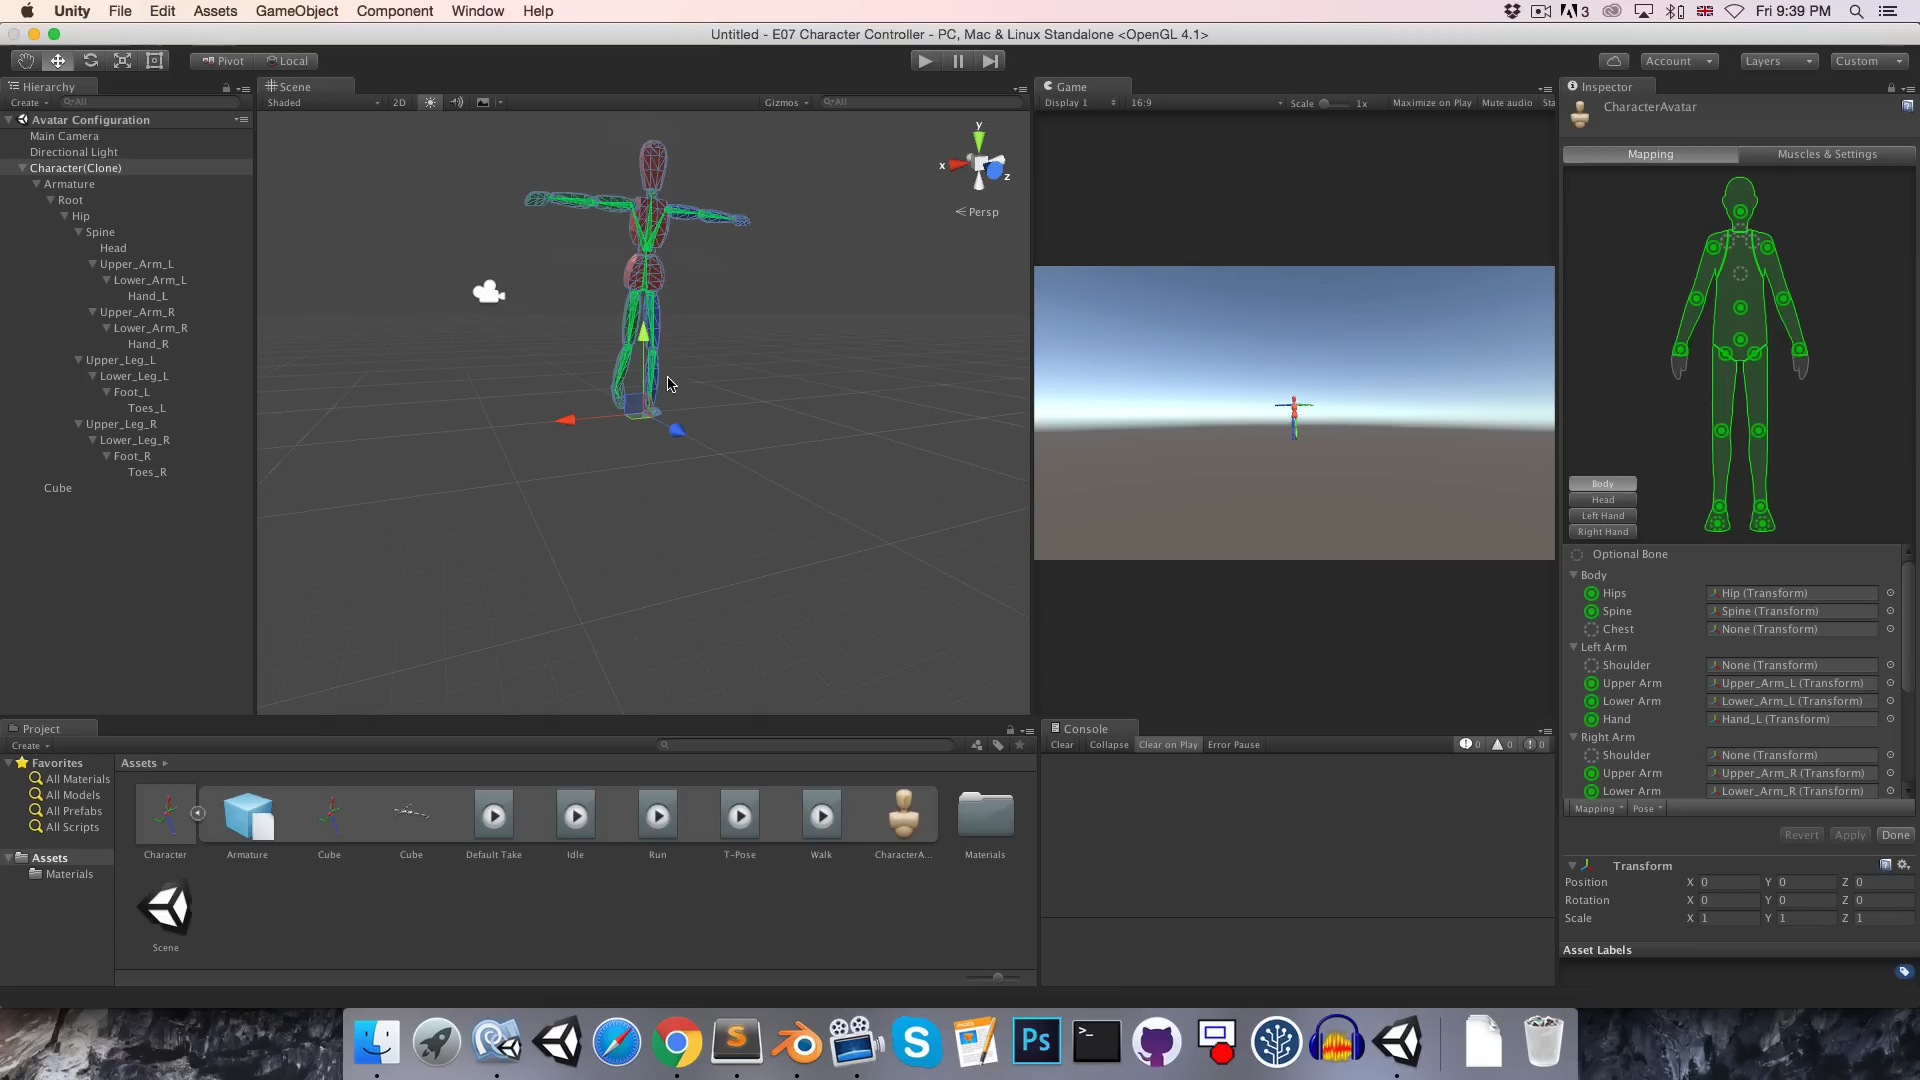 Unity File Edit Assets GameObject Component Window Help
3 Fri 9:39 PM
Untitled - E07 Character Controller - PC, Mac & Linux Standalone <OpenGL 4.1>
Pivot Local
Account Layers Custom
Hierarchy
Create All
Avatar Configuration
Main Camera
Directional Light
Character(Clone)
Armature
Root
Hip
Spine
Head
Upper_Arm_L
Lower_Arm_L
Hand_L
Upper_Arm_R
Lower_Arm_R
Hand_R
Upper_Leg_L
Lower_Leg_L
Foot_L
Toes_L
Upper_Leg_R
Lower_Leg_R
Foot_R
Toes_R
Cube
Scene
Shaded 2D Gizmos All
y
x
z
Persp
Game
Display 1 16:9 Scale 1x Maximize on Play Mute audio Sta
Inspector
CharacterAvatar
Mapping Muscles & Settings
Body
Head
Left Hand
Right Hand
Optional Bone
Body
Hips Hip (Transform)
Spine Spine (Transform)
Chest None (Transform)
Left Arm
Shoulder None (Transform)
Upper Arm Upper_Arm_L (Transform)
Lower Arm Lower_Arm_L (Transform)
Hand Hand_L (Transform)
Right Arm
Shoulder None (Transform)
Upper Arm Upper_Arm_R (Transform)
Lower Arm Lower_Arm_R (Transform)
Mapping Pose
Revert Apply Done
Transform
Position X 0 Y 0 Z 0
Rotation X 0 Y 0 Z 0
Scale X 1 Y 1 Z 1
Asset Labels
Project
Create
Favorites
All Materials
All Models
All Prefabs
All Scripts
Assets
Materials
Assets
Character Armature Cube Cube Default Take Idle Run T-Pose Walk CharacterA... Materials
Scene
Console
Clear Collapse Clear on Play Error Pause 0 0 0
PAGES
Ps
>_